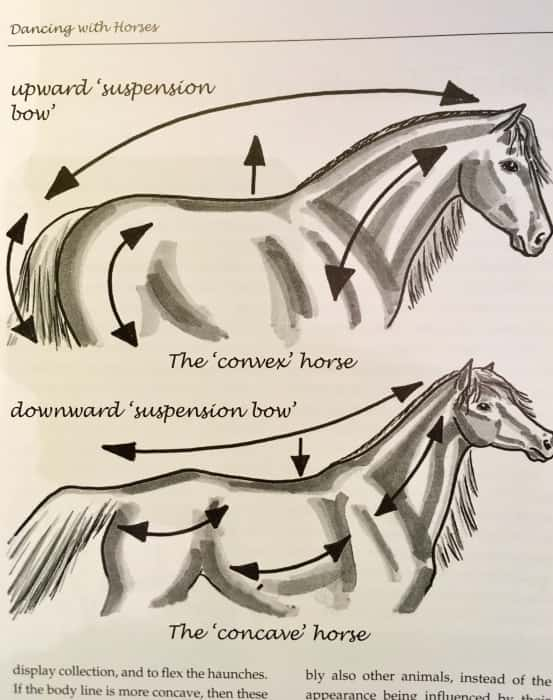 Dancing with Horses
upward ‘suspension
bow’
The ‘convex’ horse
downward ‘suspension bow’
The ‘concave’ horse
display collection, and to flex the haunches.
If the body line is more concave, then these
bly also other animals, instead of the
appearance being influenced by their